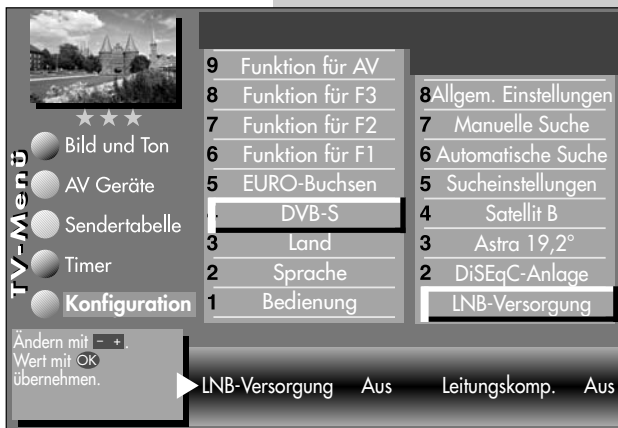 TV-Menü
Bild und Ton
AV Geräte
Sendertabelle
Timer
Konfiguration
9 Funktion für AV
8 Funktion für F3
7 Funktion für F2
6 Funktion für F1
5 EURO-Buchsen
DVB-S
3 Land
2 Sprache
1 Bedienung
8 Allgem. Einstellungen
7 Manuelle Suche
6 Automatische Suche
5 Sucheinstellungen
4 Satellit B
3 Astra 19,2°
2 DiSEqC-Anlage
LNB-Versorgung
Ändern mit - + .
Wert mit OK
übernehmen.
LNB-Versorgung Aus Leitungskomp. Aus